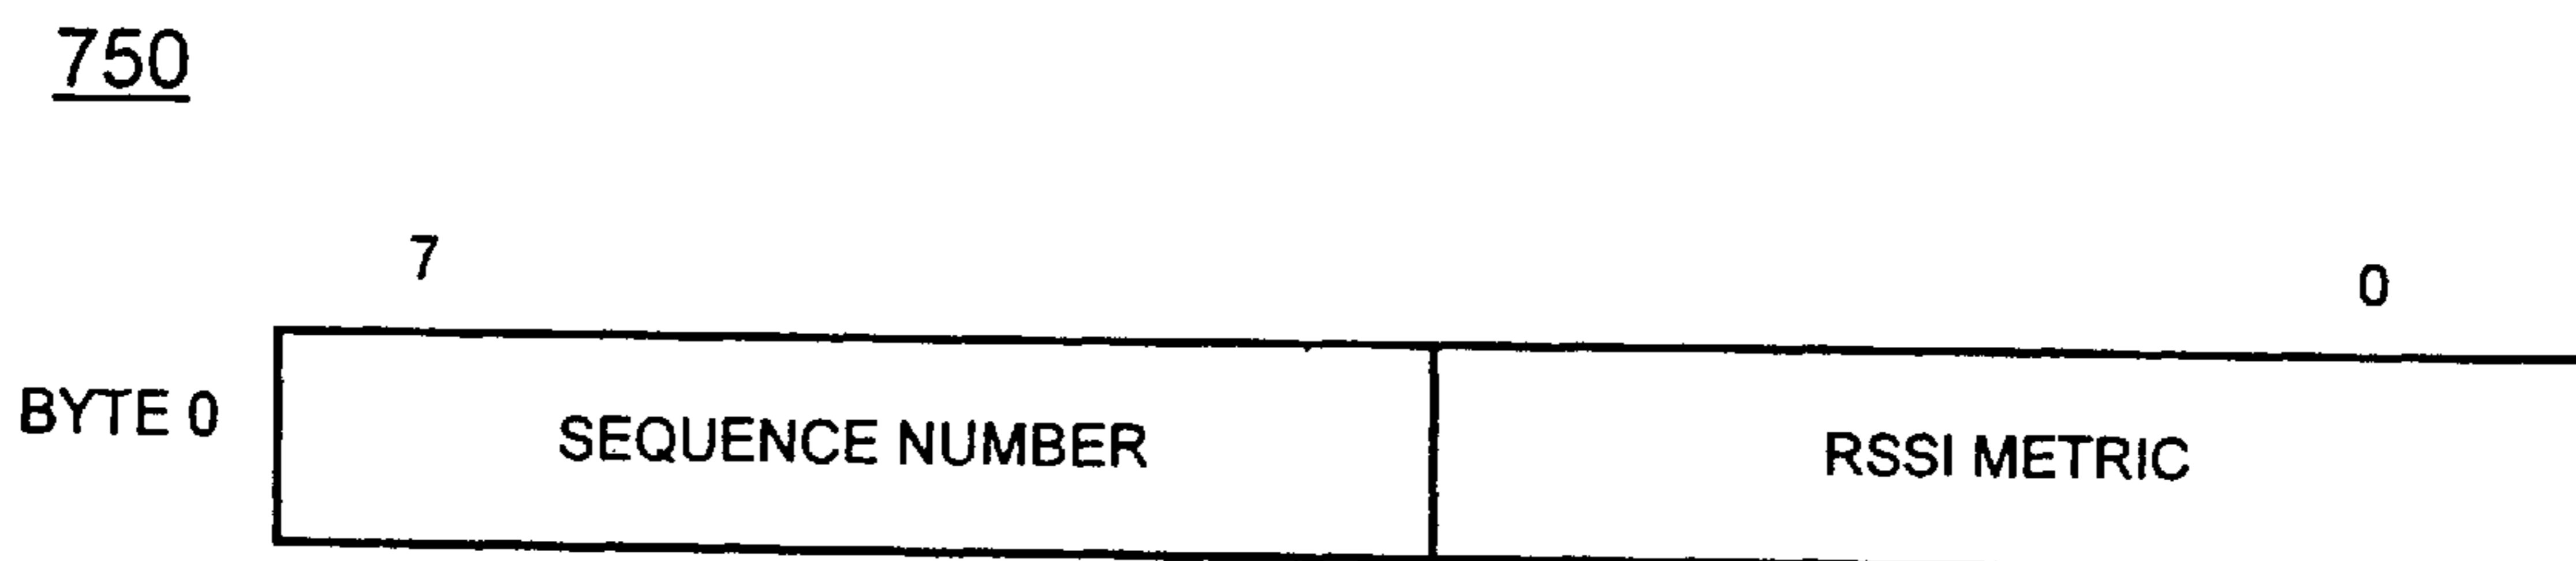 750
7 0
BYTE 0 SEQUENCE NUMBER RSSI METRIC